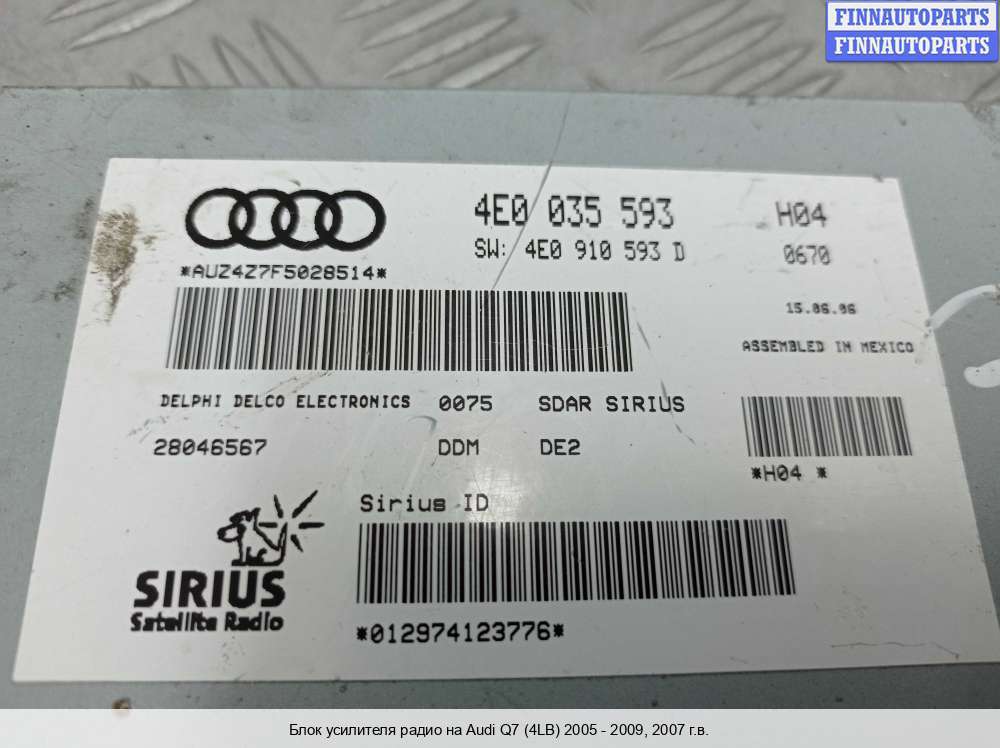 FINNAUTOPARTS
FINNAUTOPARTS
4E0 035 593 H04
SW: 4E0 910 593 D 0670
*AUZ4Z7F5028514*
15.06.06
ASSEMBLED IN MEXICO
DELPHI DELCO ELECTRONICS 0075 SDAR SIRIUS
28046567 DDM DE2
*H04 *
Sirius ID
SIRIUS
Satellite Radio
*012974123776*
Блок усилителя радио на Audi Q7 (4LB) 2005 - 2009, 2007 г.в.